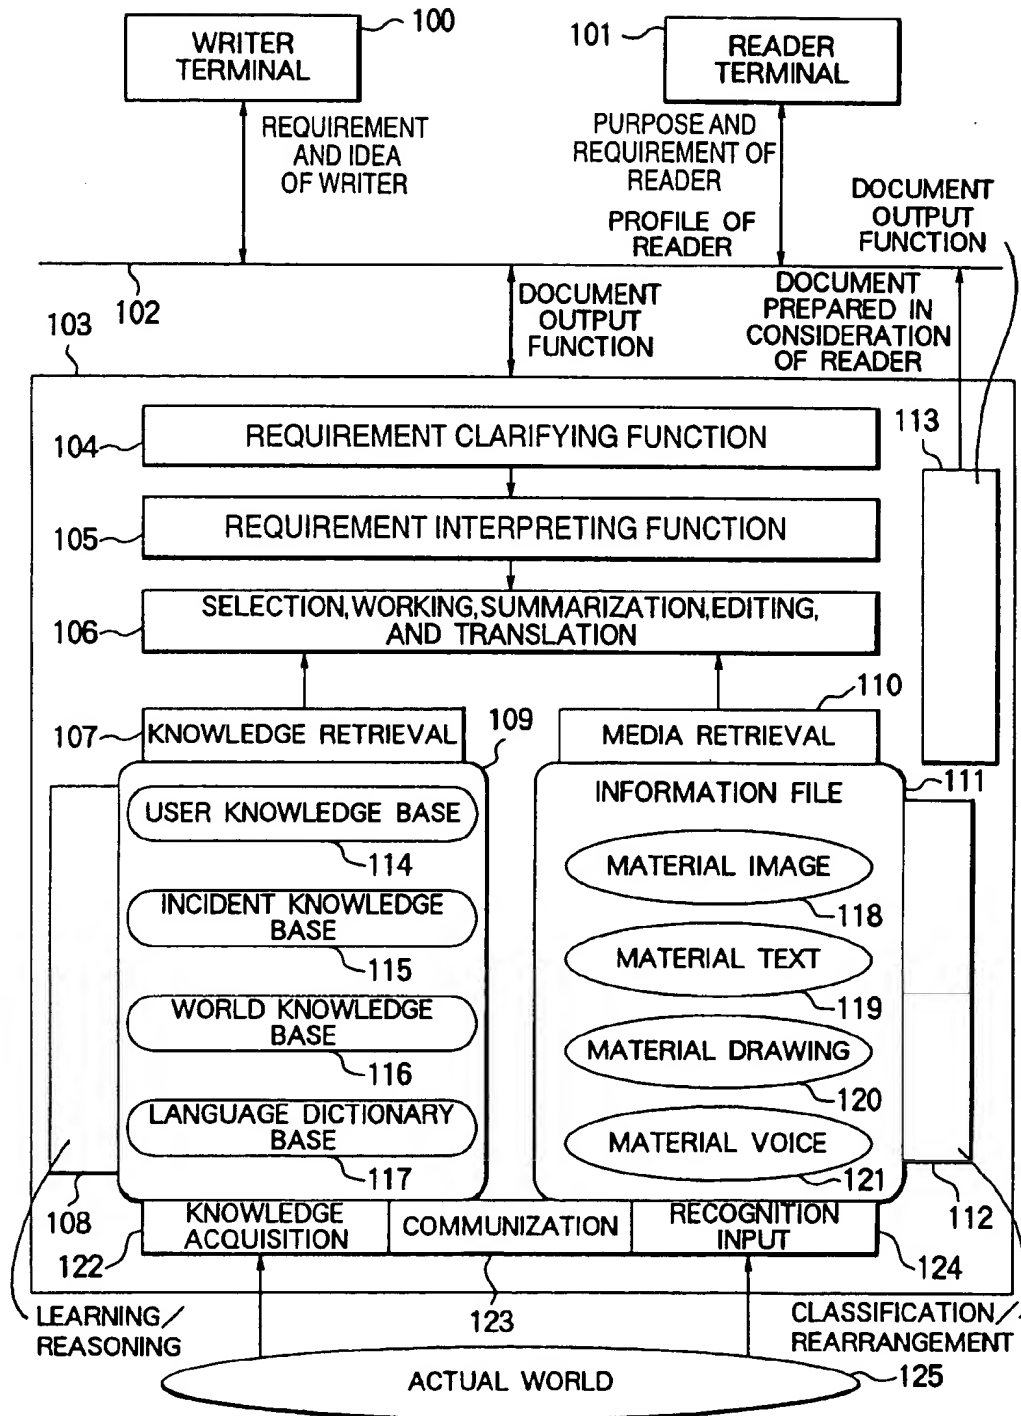 WRITER
TERMINAL
100
101
READER
TERMINAL
REQUIREMENT
AND IDEA
OF WRITER
PURPOSE AND
REQUIREMENT OF
READER
PROFILE OF
READER
DOCUMENT
OUTPUT
FUNCTION
102
103
DOCUMENT
OUTPUT
FUNCTION
DOCUMENT
PREPARED IN
CONSIDERATION
OF READER
104
REQUIREMENT CLARIFYING FUNCTION
113
105
REQUIREMENT INTERPRETING FUNCTION
106
SELECTION,WORKING,SUMMARIZATION,EDITING,
AND TRANSLATION
107
KNOWLEDGE RETRIEVAL
109
110
MEDIA RETRIEVAL
111
USER KNOWLEDGE BASE
114
INCIDENT KNOWLEDGE
BASE
115
WORLD KNOWLEDGE
BASE
116
LANGUAGE DICTIONARY
BASE
117
INFORMATION FILE
MATERIAL IMAGE
118
MATERIAL TEXT
119
MATERIAL DRAWING
120
MATERIAL VOICE
121
108
112
122
KNOWLEDGE
ACQUISITION
COMMUNIZATION
RECOGNITION
INPUT
124
123
LEARNING/
REASONING
CLASSIFICATION/
REARRANGEMENT
ACTUAL WORLD
125